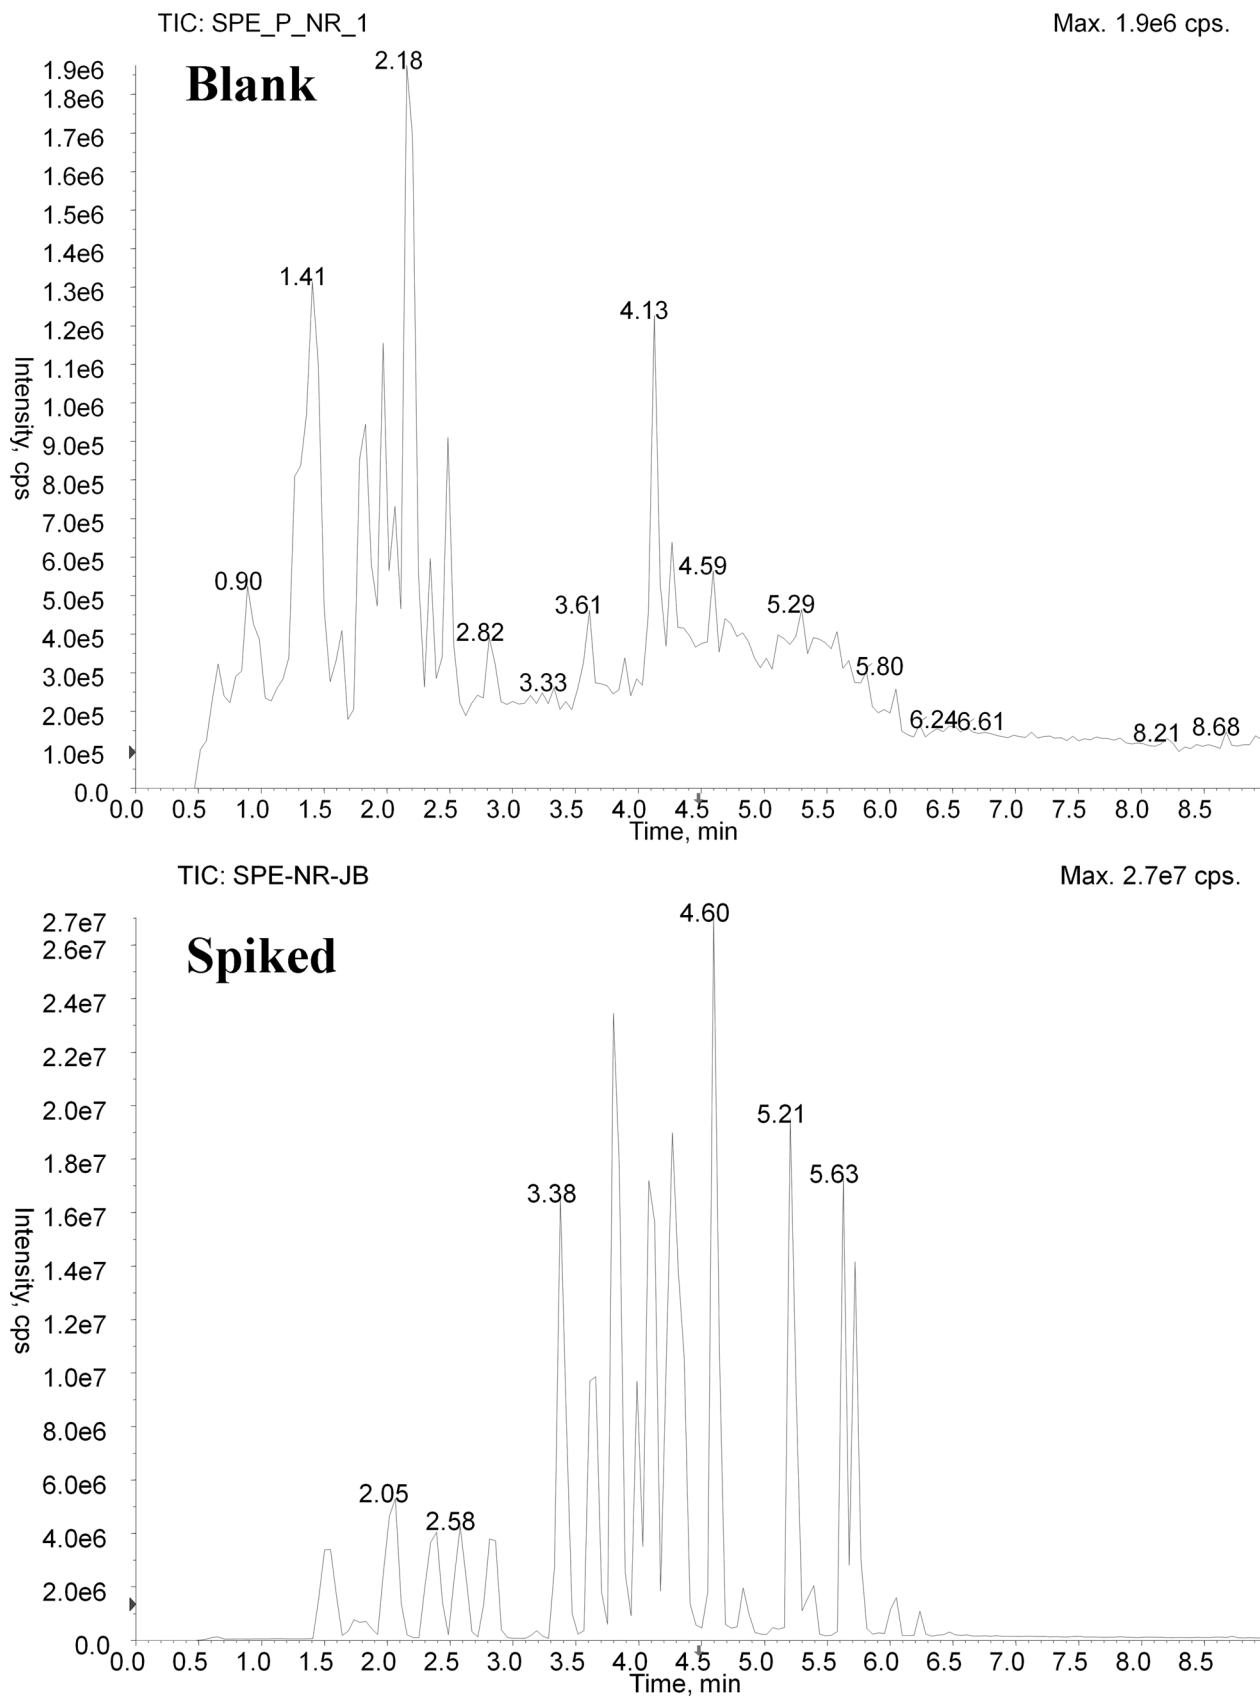 TIC: SPE_P_NR_1 Max. 1.9e6 cps.
Blank
2.18
1.9e6
1.8e6
1.7e6
1.6e6
1.5e6
1.4e6
1.41
1.3e6
4.13
1.2e6
1.1e6
1.0e6
9.0e5
8.0e5
7.0e5
6.0e5
0.90
4.59
5.0e5
3.61
5.29
4.0e5
2.82
3.0e5
3.33
5.80
2.0e5
6.24
6.61
8.21
8.68
1.0e5
0.0
Intensity, cps
0.0 0.5 1.0 1.5 2.0 2.5 3.0 3.5 4.0 4.5 5.0 5.5 6.0 6.5 7.0 7.5 8.0 8.5
Time, min
TIC: SPE-NR-JB Max. 2.7e7 cps.
Spiked
4.60
2.7e7
2.6e7
2.4e7
2.2e7
2.0e7
5.21
1.8e7
5.63
3.38
1.6e7
1.4e7
1.2e7
1.0e7
8.0e6
6.0e6
2.05
2.58
4.0e6
2.0e6
0.0
Intensity, cps
0.0 0.5 1.0 1.5 2.0 2.5 3.0 3.5 4.0 4.5 5.0 5.5 6.0 6.5 7.0 7.5 8.0 8.5
Time, min